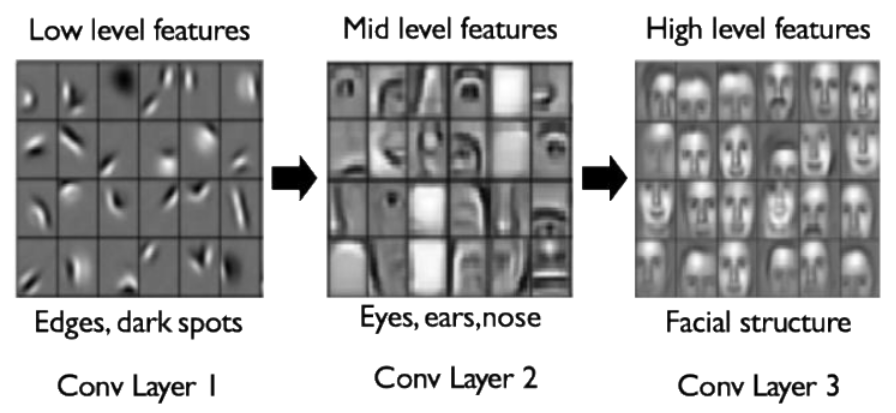 Low level features
Mid level features
High level features
Edges, dark spots
Eyes, ears,nose
Facial structure
Conv Layer 1
Conv Layer 2
Conv Layer 3